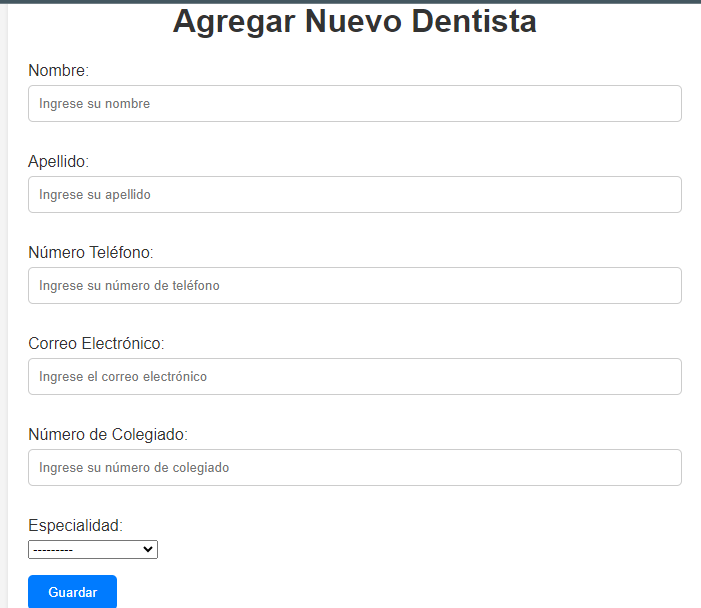 Agregar Nuevo Dentista
Nombre:
Ingrese su nombre
Apellido:
Ingrese su apellido
Número Teléfono:
Ingrese su número de teléfono
Correo Electrónico:
Ingrese el correo electrónico
Número de Colegiado:
Ingrese su número de colegiado
Especialidad:
---------
Guardar